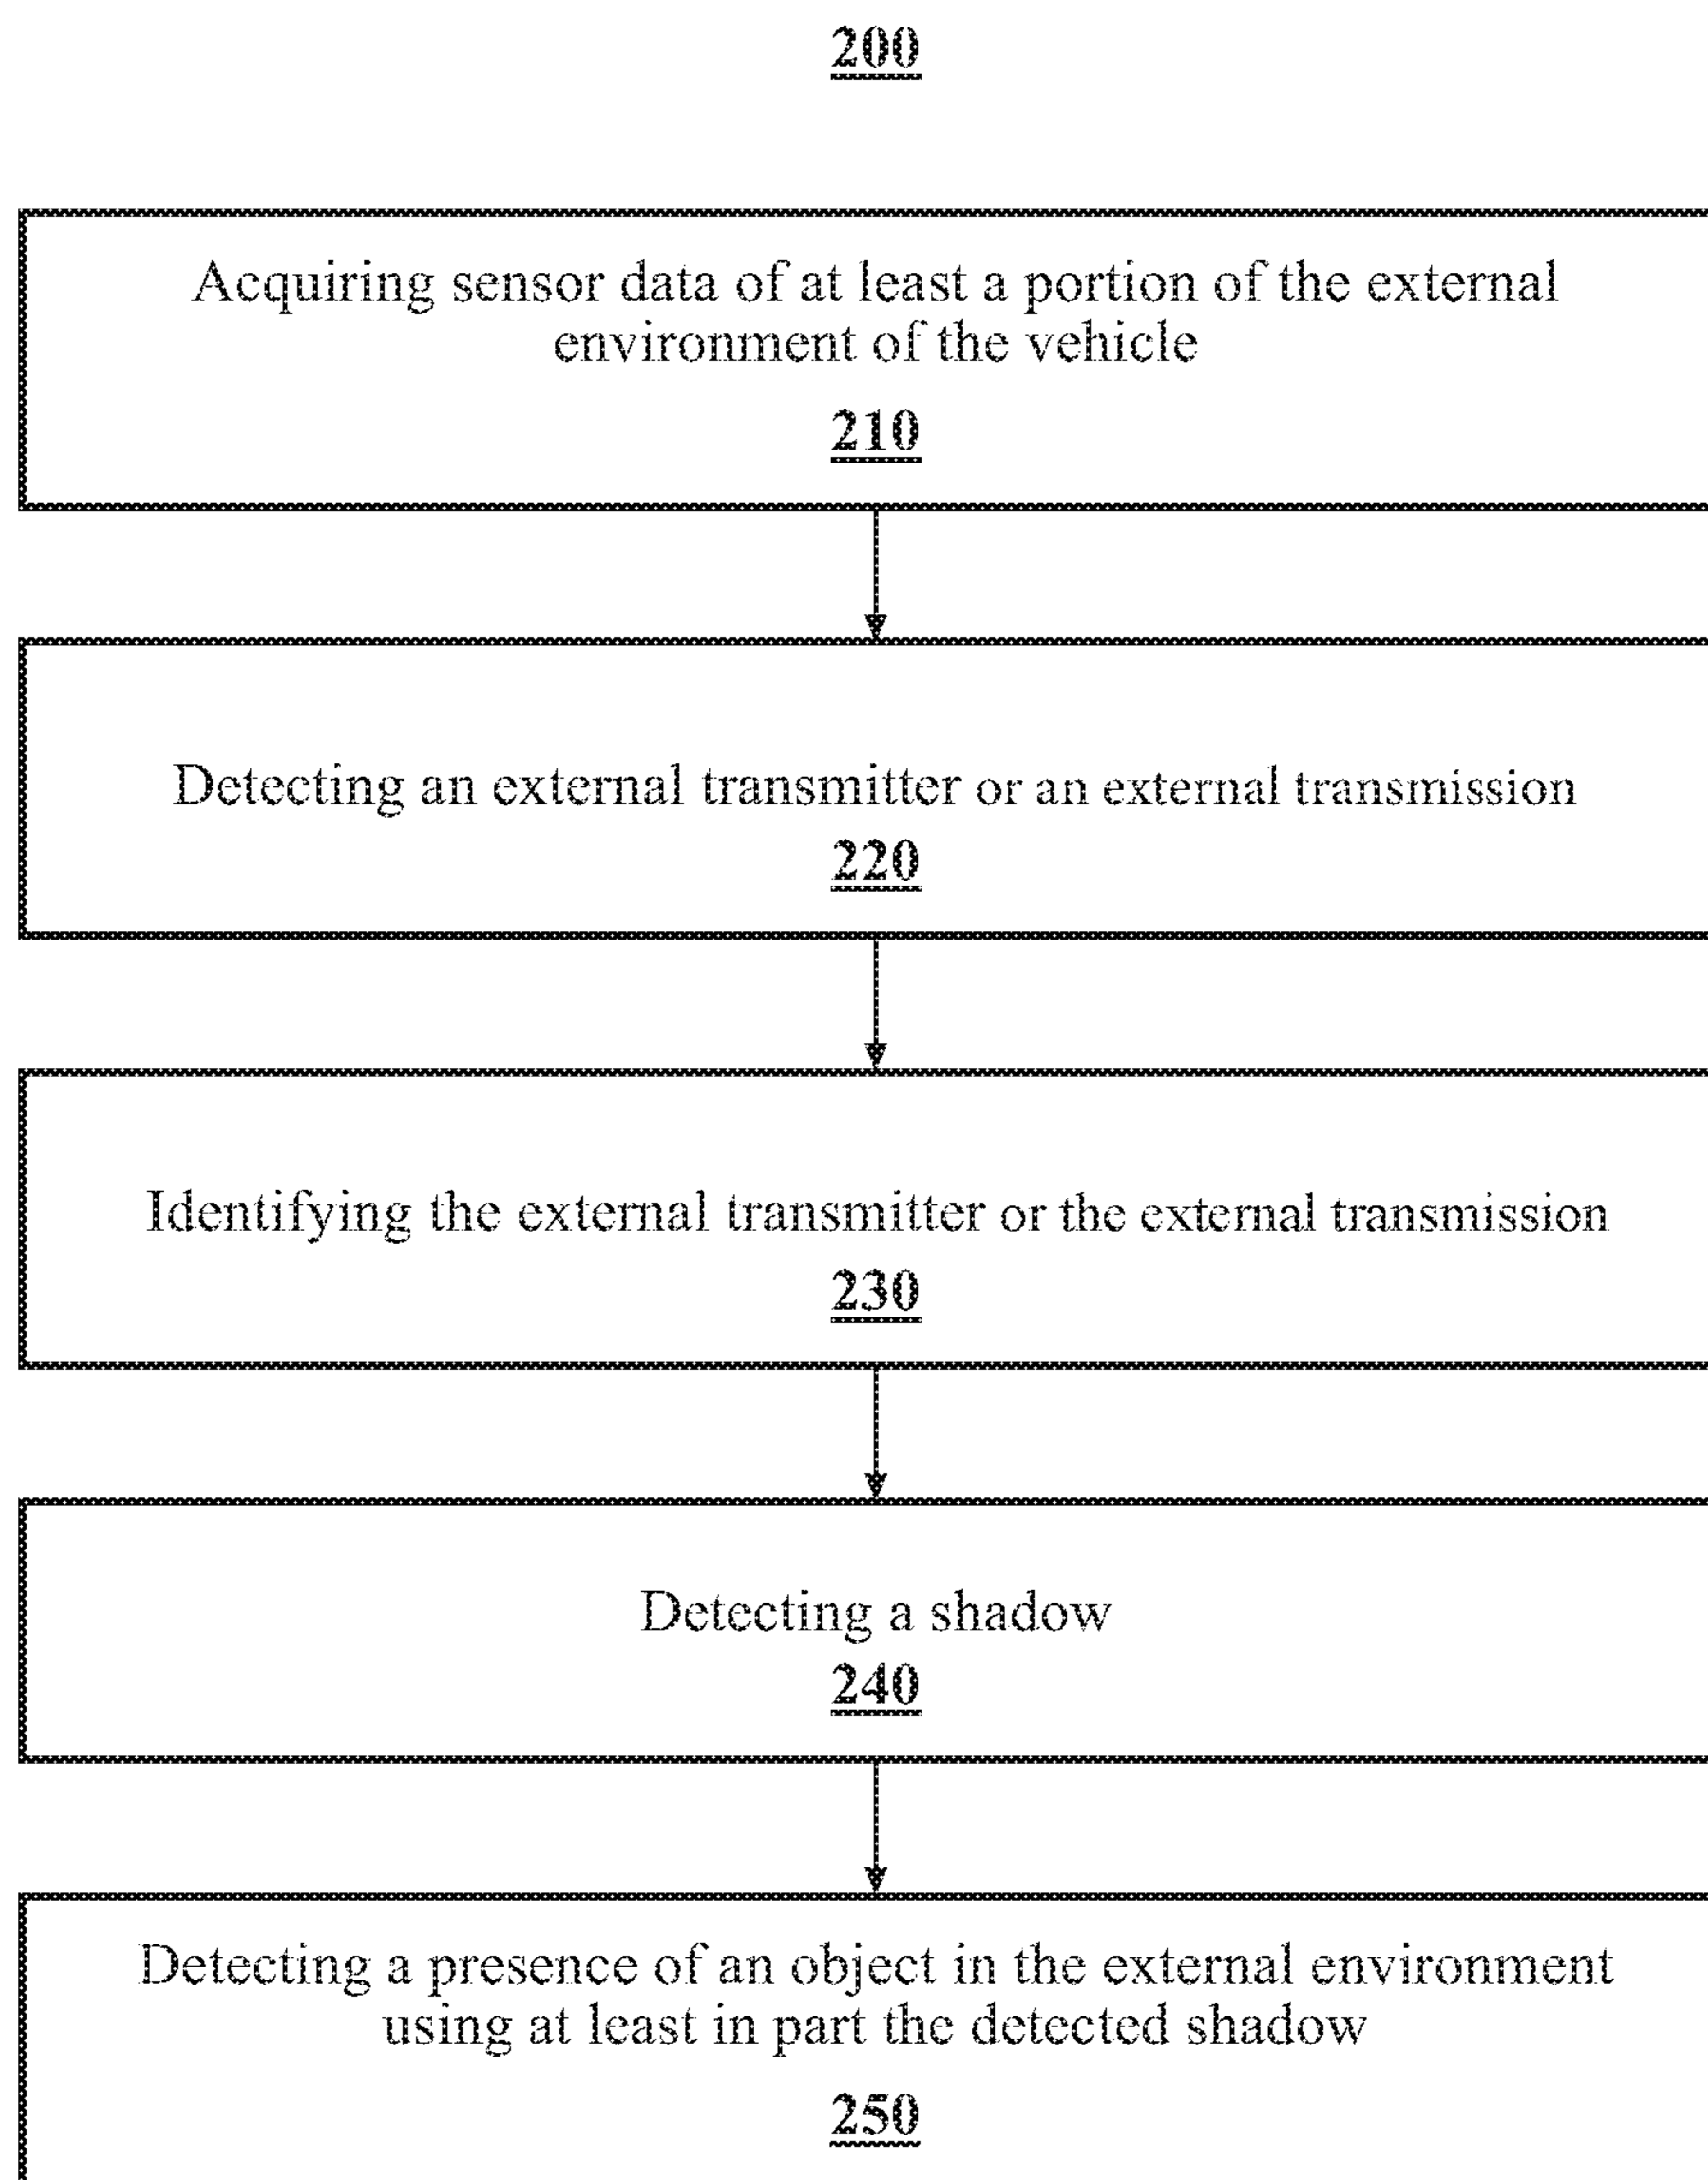 200
Acquiring sensor data of at least a portion of the external
environment of the vehicle
210
Detecting an external transmitter or an external transmission
220
Identifying the external transmitter or the external transmission
230
Detecting a shadow
240
Detecting a presence of an object in the external environment
using at least in part the detected shadow
250